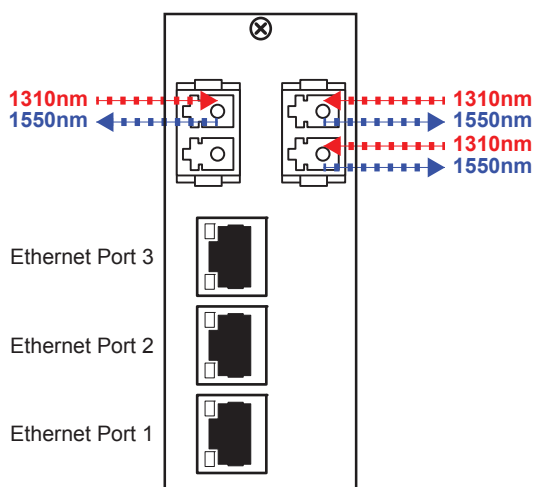 1310nm
1550nm
1310nm
1550nm
1310nm
1550nm
Ethernet Port 3
Ethernet Port 2
Ethernet Port 1